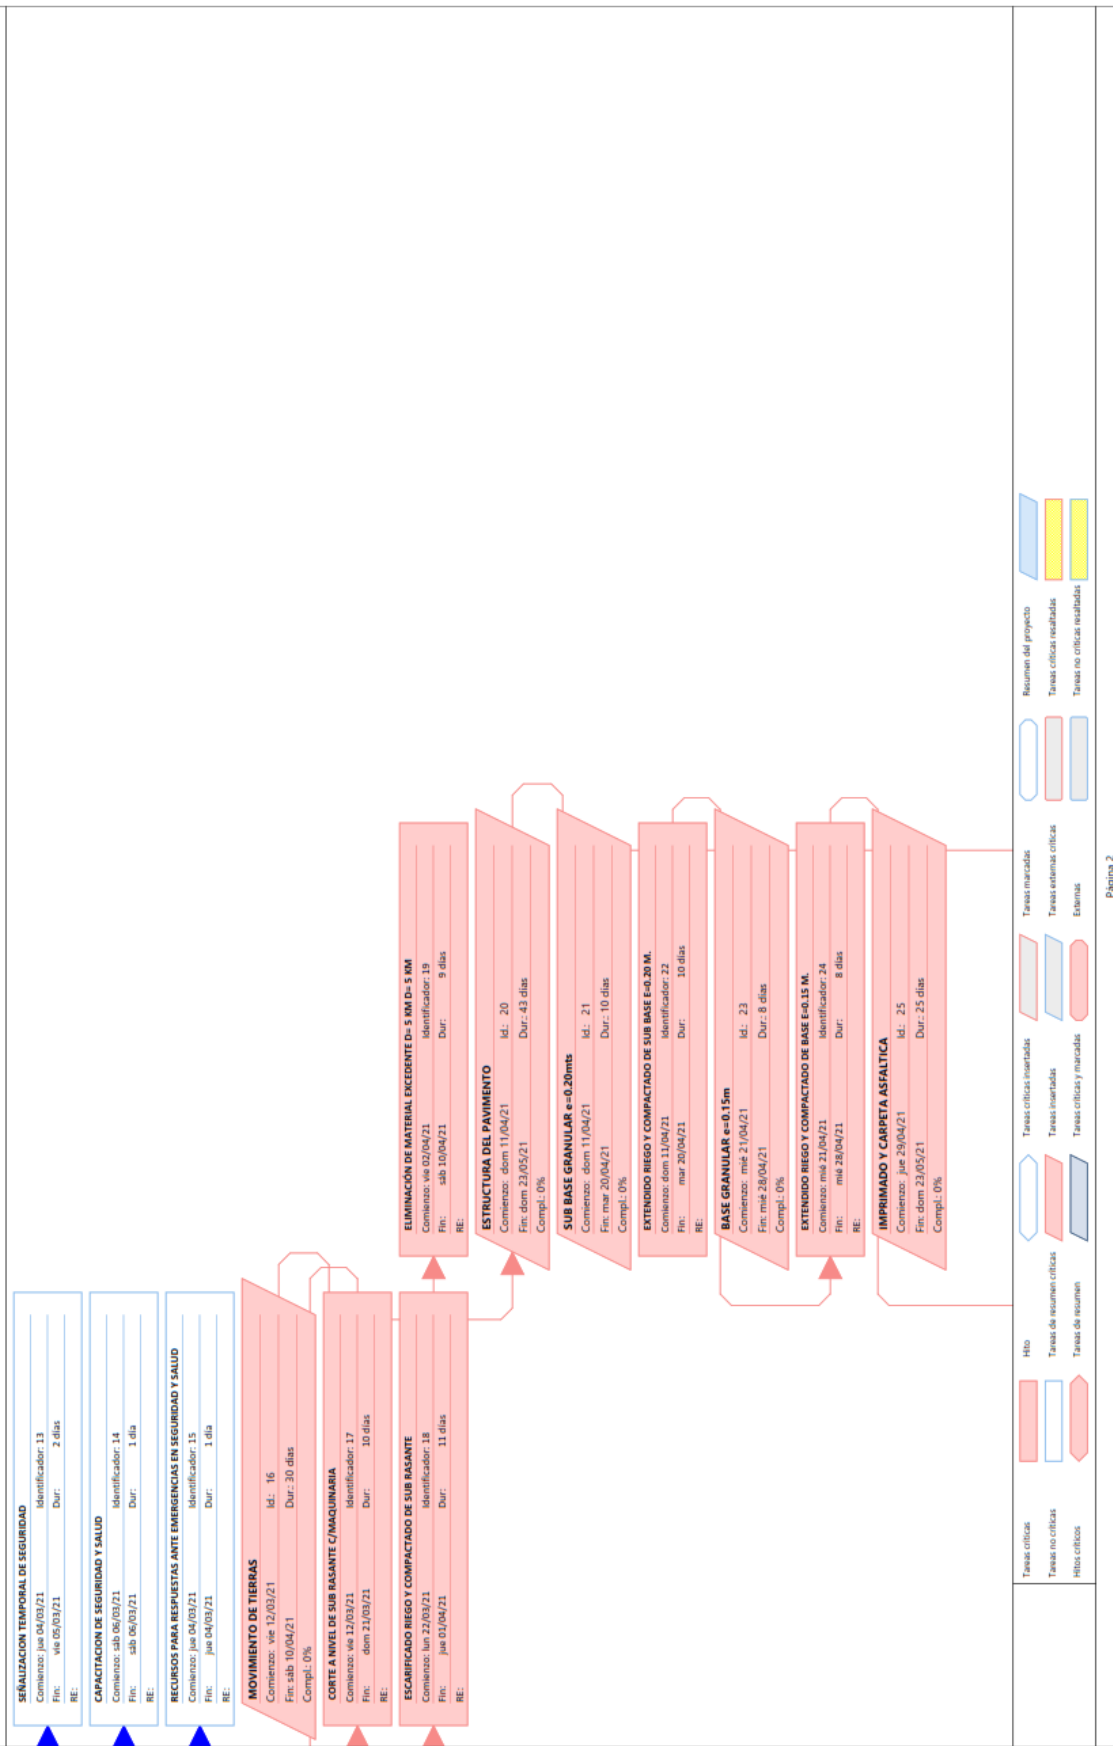 SEÑALIZACION TEMPORAL DE SEGURIDAD
Comienzo: jue 04/03/21 Identificador: 13
Fin: vie 05/03/21 Dur: 2 días
RE:
CAPACITACION DE SEGURIDAD Y SALUD
Comienzo: sáb 06/03/21 Identificador: 14
Fin: sáb 06/03/21 Dur: 1 día
RE:
RECURSOS PARA RESPUESTAS ANTE EMERGENCIAS EN SEGURIDAD Y SALUD
Comienzo: jue 04/03/21 Identificador: 15
Fin: jue 04/03/21 Dur: 1 día
RE:
MOVIMIENTO DE TIERRAS
Comienzo: vie 12/03/21 Id.: 16
Fin: sáb 10/04/21 Dur.: 30 días
Compl.: 0%
CORTE A NIVEL DE SUB RASANTE C/MAQUINARIA
Comienzo: vie 12/03/21 Identificador: 17
Fin: dom 21/03/21 Dur: 10 días
RE:
ESCARIFICADO RIEGO Y COMPACTADO DE SUB RASANTE
Comienzo: lun 22/03/21 Identificador: 18
Fin: jue 01/04/21 Dur: 11 días
RE:
ELIMINACIÓN DE MATERIAL EXCEDENTE D= 5 KM D= 5 KM
Comienzo: vie 02/04/21 Identificador: 19
Fin: sáb 10/04/21 Dur: 9 días
RE:
ESTRUCTURA DEL PAVIMENTO
Comienzo: dom 11/04/21 Id.: 20
Fin: dom 23/05/21 Dur.: 43 días
Compl.: 0%
SUB BASE GRANULAR e=0.20mts
Comienzo: dom 11/04/21 Id.: 21
Fin: mar 20/04/21 Dur.: 10 días
Compl.: 0%
EXTENDIDO RIEGO Y COMPACTADO DE SUB BASE E=0.20 M.
Comienzo: dom 11/04/21 Identificador: 22
Fin: mar 20/04/21 Dur: 10 días
RE:
BASE GRANULAR e=0.15m
Comienzo: mié 21/04/21 Id.: 23
Fin: mié 28/04/21 Dur.: 8 días
Compl.: 0%
EXTENDIDO RIEGO Y COMPACTADO DE BASE E=0.15 M.
Comienzo: mié 21/04/21 Identificador: 24
Fin: mié 28/04/21 Dur: 8 días
RE:
IMPRIMADO Y CARPETA ASFALTICA
Comienzo: jue 29/04/21 Id.: 25
Fin: dom 23/05/21 Dur.: 25 días
Compl.: 0%
Tareas críticas Hito Tareas críticas insertadas Tareas marcadas Resumen del proyecto
Tareas no críticas Tareas de resumen críticas Tareas insertadas Tareas externas críticas Tareas críticas resaltadas
Hitos críticos Tareas de resumen Tareas críticas y marcadas Externas Tareas no críticas resaltadas
Página 2